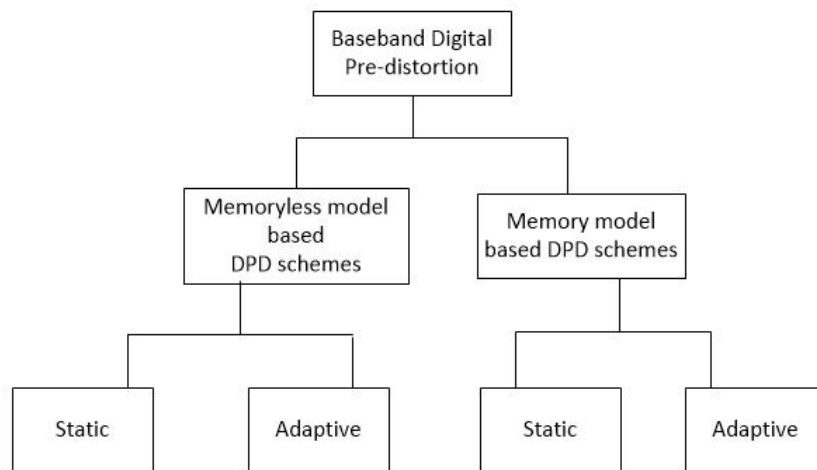 Baseband Digital
Pre-distortion
Memoryless model
based
DPD schemes
Memory model
based DPD schemes
Static
Adaptive
Static
Adaptive